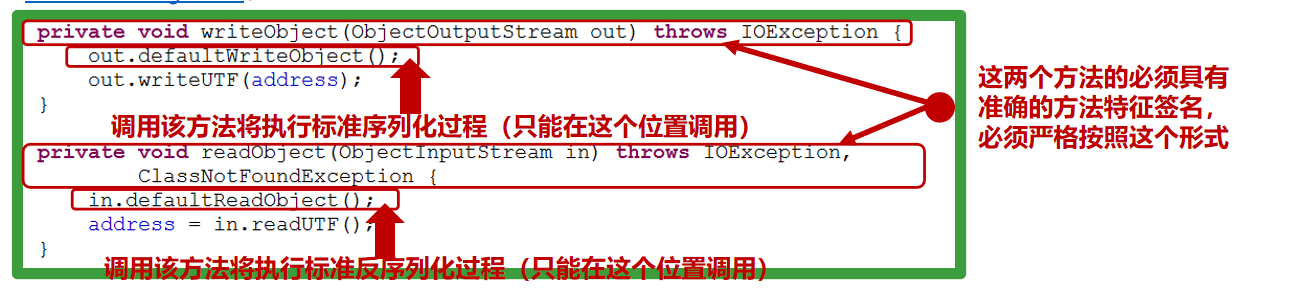 private void writeObject(ObjectOutputStream out) throws IOException {
out.defaultWriteObject();
out.writeUTF(address);
}
调用该方法将执行标准序列化过程（只能在这个位置调用）
private void readObject(ObjectInputStream in) throws IOException,
ClassNotFoundException {
in.defaultReadObject();
address = in.readUTF();
}
调用该方法将执行标准反序列化过程（只能在这个位置调用）
这两个方法的必须具有
准确的方法特征签名，
必须严格按照这个形式